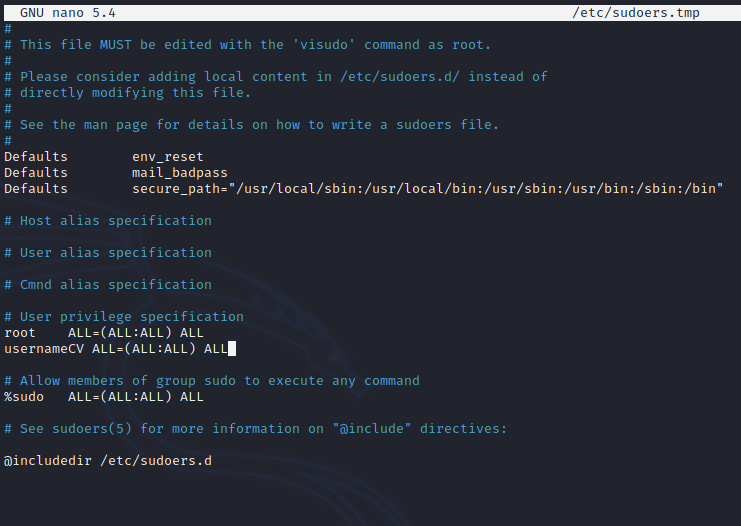 GNU nano 5.4 /etc/sudoers.tmp
#
# This file MUST be edited with the 'visudo' command as root.
#
# Please consider adding local content in /etc/sudoers.d/ instead of
# directly modifying this file.
#
# See the man page for details on how to write a sudoers file.
#
Defaults        env_reset
Defaults        mail_badpass
Defaults        secure_path="/usr/local/sbin:/usr/local/bin:/usr/sbin:/usr/bin:/sbin:/bin"
# Host alias specification
# User alias specification
# Cmnd alias specification
# User privilege specification
root    ALL=(ALL:ALL) ALL
usernameCV ALL=(ALL:ALL) ALL
# Allow members of group sudo to execute any command
%sudo   ALL=(ALL:ALL) ALL
# See sudoers(5) for more information on "@include" directives:
@includedir /etc/sudoers.d